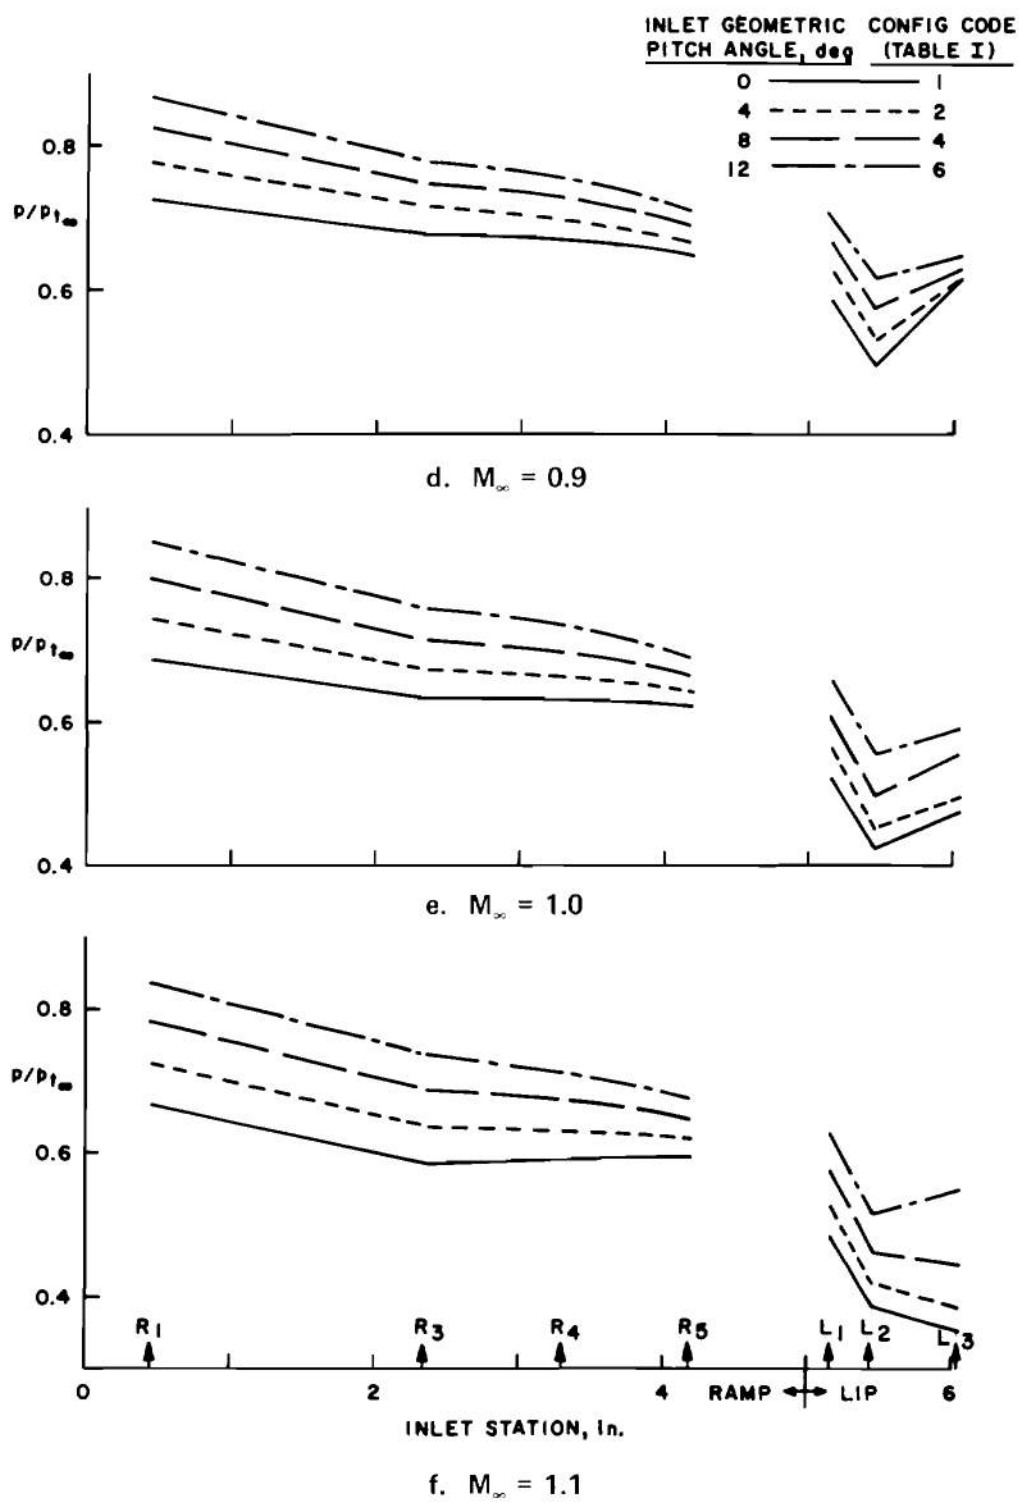 INLET GEOMETRIC CONFIG CODE
PITCH ANGLE, deg (TABLE I)
0 1
4 2
8 4
12 6
0.8
p/pt∞
0.6
0.4
d. M∞ = 0.9
0.8
p/pt∞
0.6
0.4
e. M∞ = 1.0
0.8
p/pt∞
0.6
0.4
R1 R3 R4 R5 L1 L2 L3
0 2 4 RAMP LIP 6
INLET STATION, in.
f. M∞ = 1.1